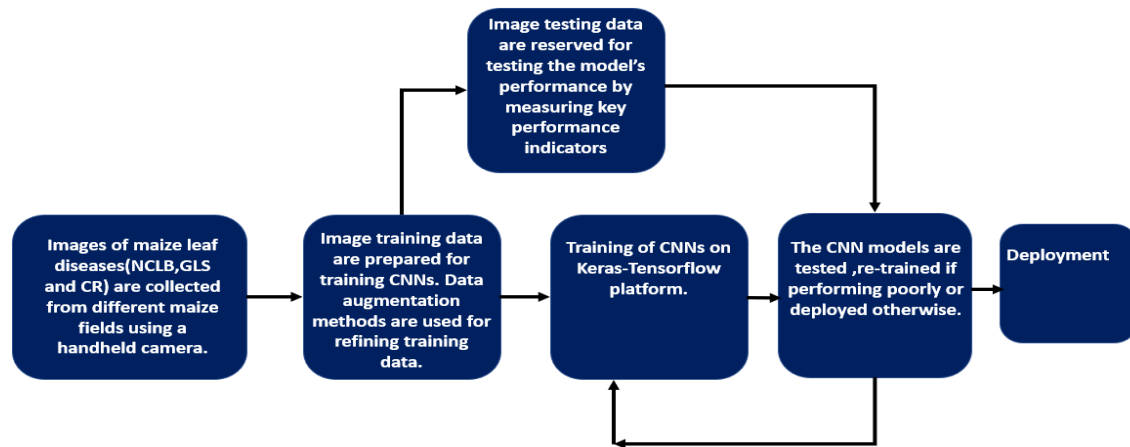 Image testing data
are reserved for
testing the model's
performance by
measuring key
performance
indicators
Images of maize leaf
diseases(NCLB,GLS
and CR) are collected
from different maize
fields using a
handheld camera.
Image training data
are prepared for
training CNNs. Data
augmentation
methods are used for
refining training
data.
Training of CNNs on
Keras-Tensorflow
platform.
The CNN models are
tested ,re-trained if
performing poorly or
deployed otherwise.
Deployment